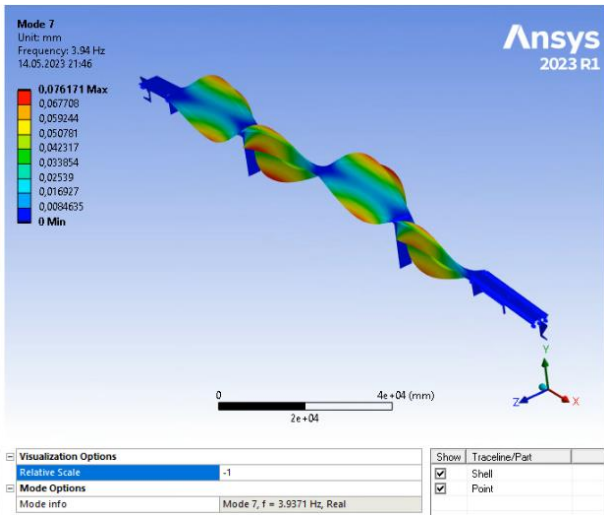 Mode 7
Unit: mm
Frequency: 3.94 Hz
14.05.2023 21:46
Ansys
2023 R1
0.076171 Max
0,067708
0,059244
0,050781
0,042317
0,033854
0,02539
0,016927
0,0084635
0 Min
0
4e+04 (mm)
2e+04
Y
Z
X
Visualization Options
Relative Scale -1
Mode Options
Mode info Mode 7, f = 3.9371 Hz, Real
Show Traceline/Part
Shell
Point